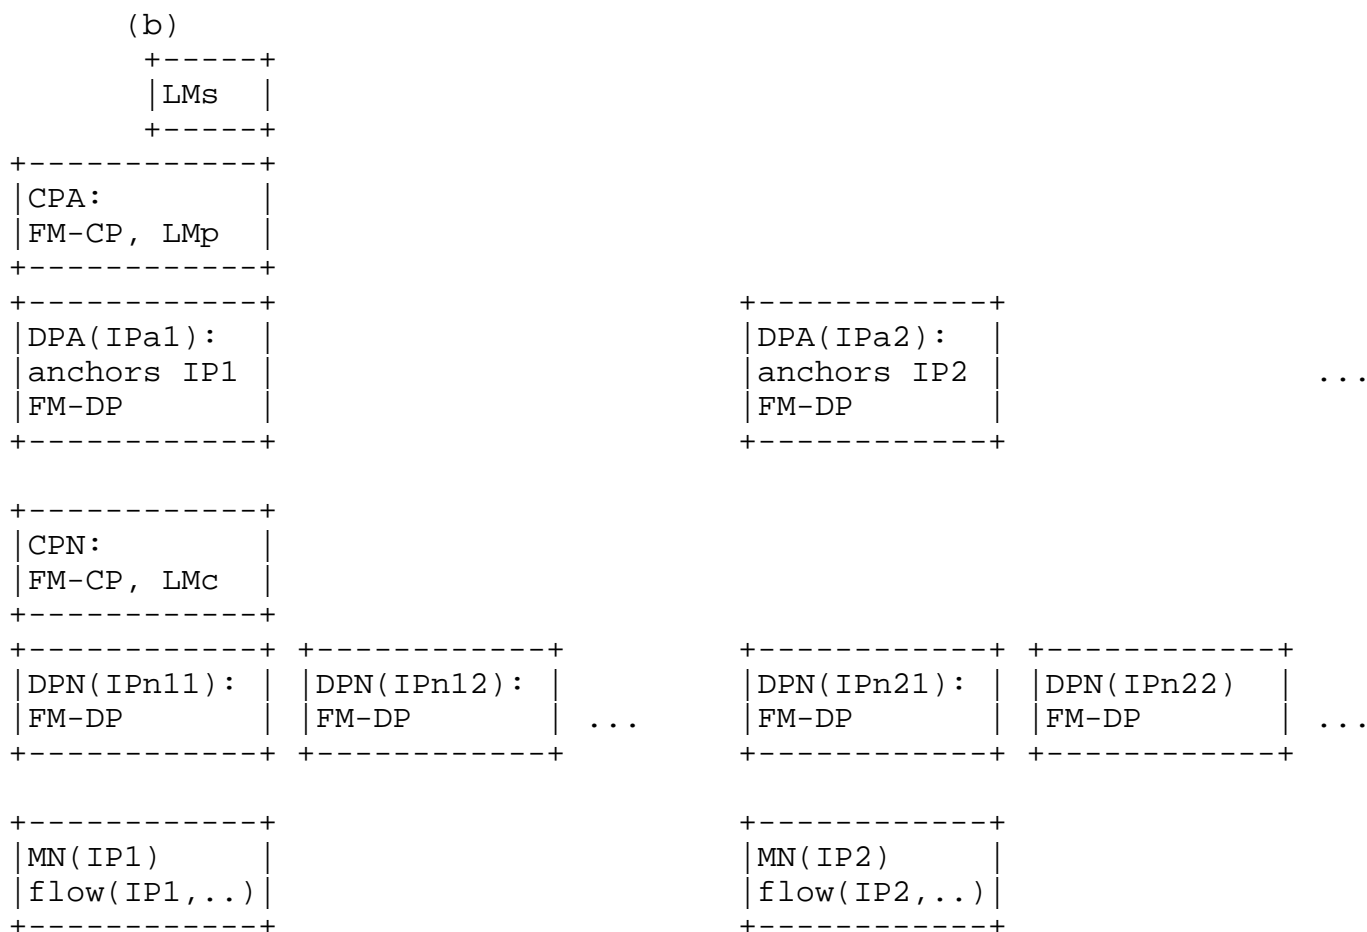 (b)
        +-----+
        |LMs  |
        +-----+
+------------+
|CPA:        |
|FM-CP, LMp  |
+------------+
+------------+                           +------------+
|DPA(IPa1):  |                           |DPA(IPa2):  |
|anchors IP1 |                           |anchors IP2 |                  ...
|FM-DP       |                           |FM-DP       |
+------------+                           +------------+

+------------+
|CPN:        |
|FM-CP, LMc  |
+------------+
+------------+ +------------+            +------------+ +------------+
|DPN(IPn11): | |DPN(IPn12): |            |DPN(IPn21): | |DPN(IPn22)  |
|FM-DP       | |FM-DP       | ...        |FM-DP       | |FM-DP       | ...
+------------+ +------------+            +------------+ +------------+

+------------+                           +------------+
|MN(IP1)     |                           |MN(IP2)     |
|flow(IP1,..)|                           |flow(IP2,..)|
+------------+                           +------------+